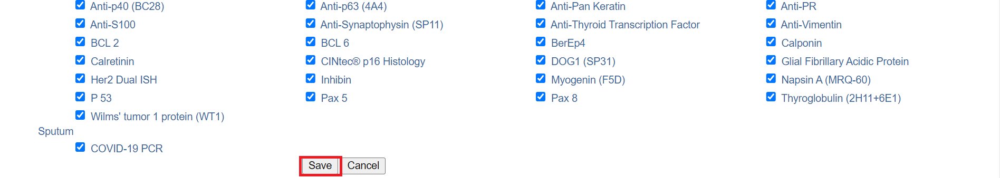 Anti-p40 (BC28) Anti-p63 (4A4) Anti-Pan Keratin Anti-PR
Anti-S100 Anti-Synaptophysin (SP11) Anti-Thyroid Transcription Factor Anti-Vimentin
BCL 2 BCL 6 BerEp4 Calponin
Calretinin CINtec® p16 Histology DOG1 (SP31) Glial Fibrillary Acidic Protein
Her2 Dual ISH Inhibin Myogenin (F5D) Napsin A (MRQ-60)
P 53 Pax 5 Pax 8 Thyroglobulin (2H11+6E1)
Wilms' tumor 1 protein (WT1)
Sputum
COVID-19 PCR
Save Cancel